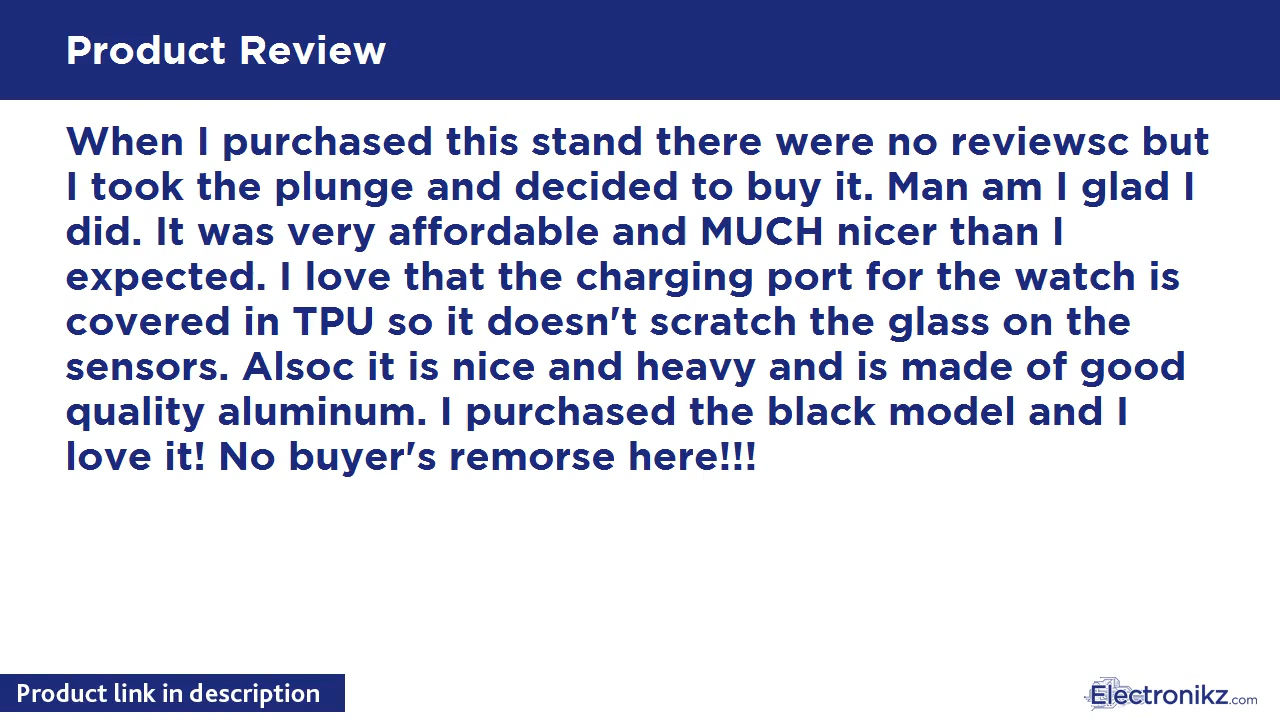 Product Review
When I purchased this stand there were no reviewsc but
I took the plunge and decided to buy it. Man am I glad I
did. It was very affordable and MUCH nicer than I
expected. I love that the charging port for the watch is
covered in TPU so it doesn't scratch the glass on the
sensors. Alsoc it is nice and heavy and is made of good
quality aluminum. I purchased the black model and I
love it! No buyer's remorse here!!!
Product link in description
Electronikz.com